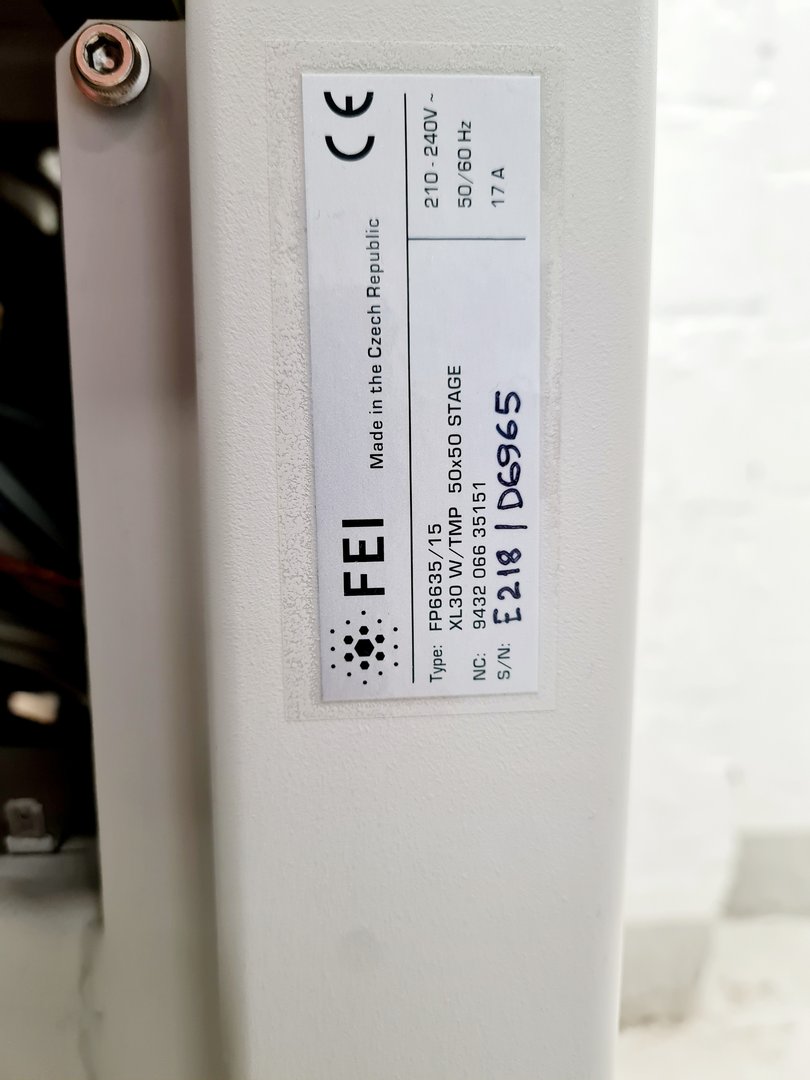 FEI
Made in the Czech Republic
CE
Type: FP6635/15
XL30 W/TMP 50x50 STAGE
NC: 9432 066 35151
S/N: E218 / D6965
210 - 240V ~
50/60 Hz
17 A